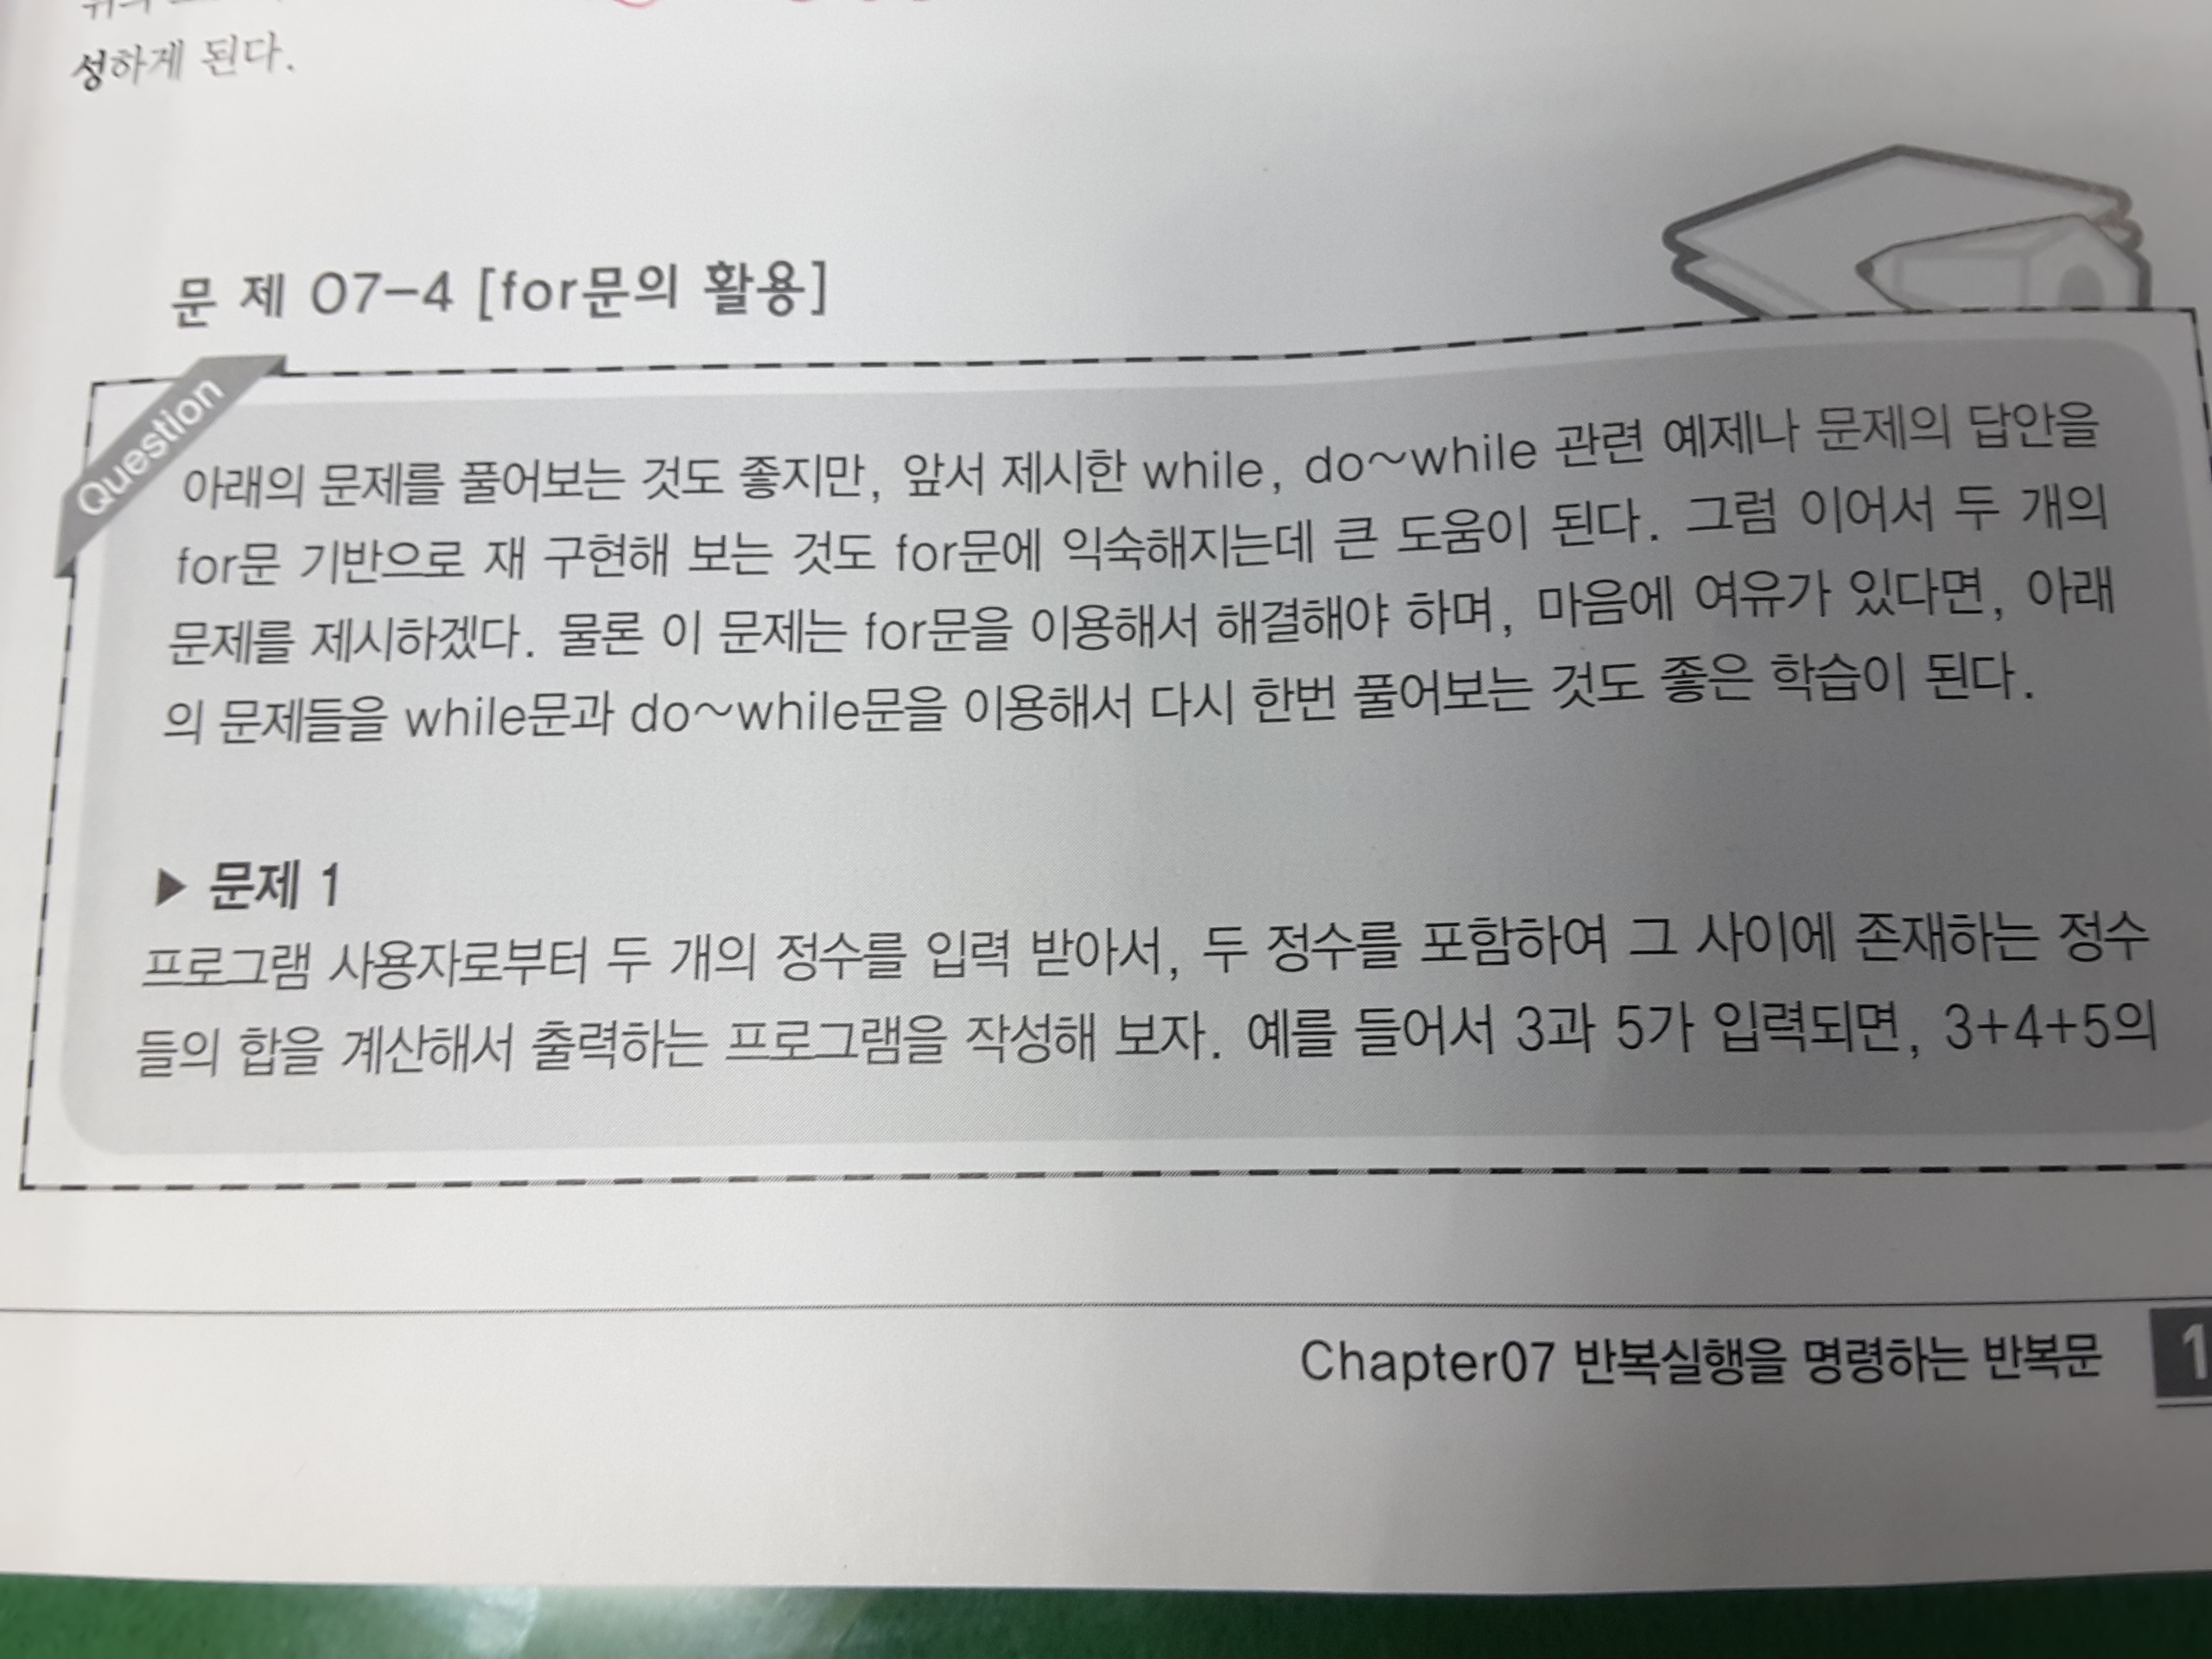 성하게 된다.
문 제 07-4 [for문의 활용]
Question
아래의 문제를 풀어보는 것도 좋지만, 앞서 제시한 while, do~while 관련 예제나 문제의 답안을
for문 기반으로 재 구현해 보는 것도 for문에 익숙해지는데 큰 도움이 된다. 그럼 이어서 두 개의
문제를 제시하겠다. 물론 이 문제는 for문을 이용해서 해결해야 하며, 마음에 여유가 있다면, 아래
의 문제들을 while문과 do~while문을 이용해서 다시 한번 풀어보는 것도 좋은 학습이 된다.
▶ 문제 1
프로그램 사용자로부터 두 개의 정수를 입력 받아서, 두 정수를 포함하여 그 사이에 존재하는 정수
들의 합을 계산해서 출력하는 프로그램을 작성해 보자. 예를 들어서 3과 5가 입력되면, 3+4+5의
Chapter07 반복실행을 명령하는 반복문 1